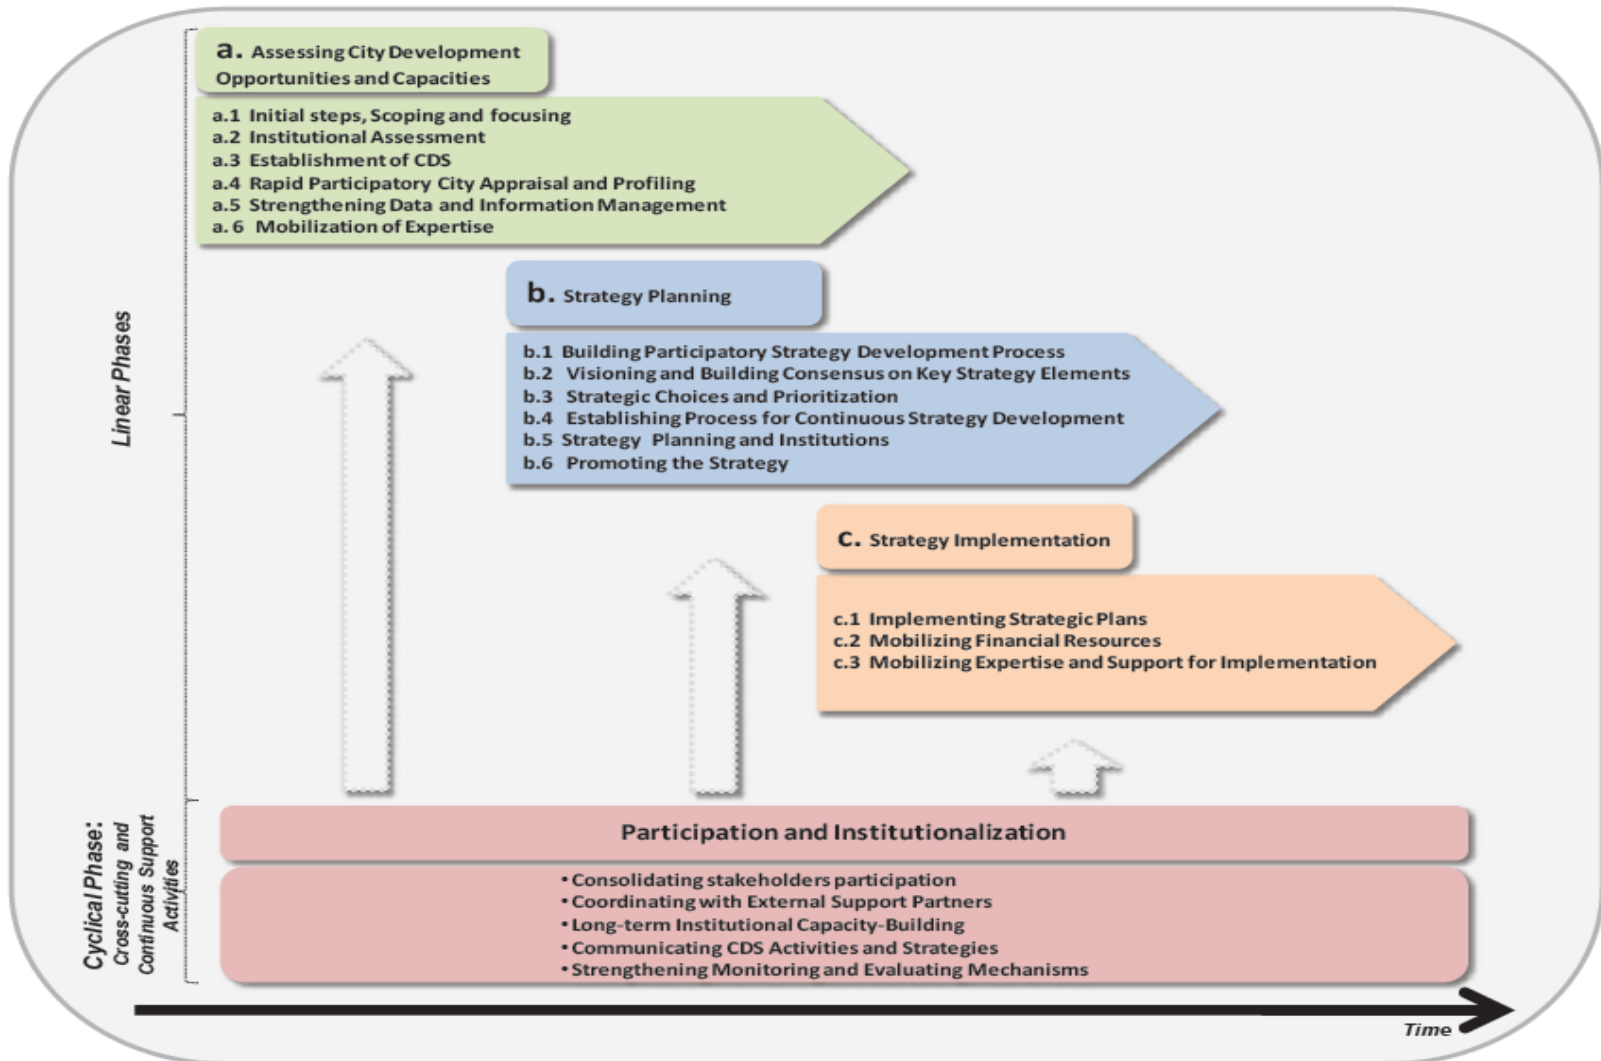 a. Assessing City Development
Opportunities and Capacities
a.1 Initial steps, Scoping and focusing
a.2 Institutional Assessment
a.3 Establishment of CDS
a.4 Rapid Participatory City Appraisal and Profiling
a.5 Strengthening Data and Information Management
a.6 Mobilization of Expertise
Linear Phases
b. Strategy Planning
b.1 Building Participatory Strategy Development Process
b.2 Visioning and Building Consensus on Key Strategy Elements
b.3 Strategic Choices and Prioritization
b.4 Establishing Process for Continuous Strategy Development
b.5 Strategy Planning and Institutions
b.6 Promoting the Strategy
c. Strategy Implementation
c.1 Implementing Strategic Plans
c.2 Mobilizing Financial Resources
c.3 Mobilizing Expertise and Support for Implementation
Cyclical Phase:
Cross-cutting and
Continuous Support
Activities
Participation and Institutionalization
• Consolidating stakeholders participation
• Coordinating with External Support Partners
• Long-term Institutional Capacity-Building
• Communicating CDS Activities and Strategies
• Strengthening Monitoring and Evaluating Mechanisms
Time